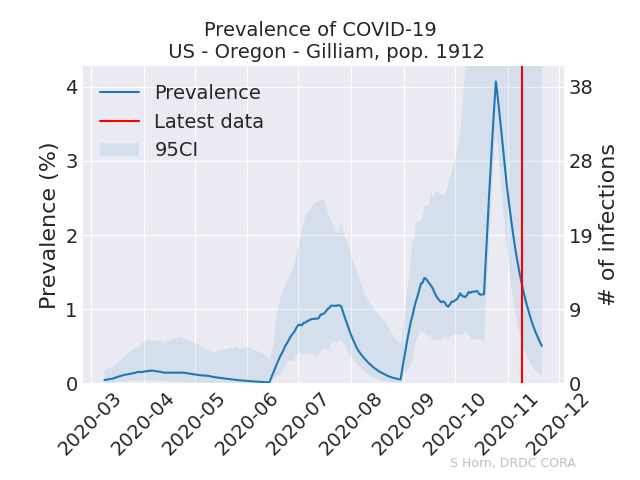 Prevalence of COVID-19
US - Oregon - Gilliam, pop. 1912
Prevalence
Latest data
95CI
Prevalence (%)
4
3
2
1
0
# of infections
38
28
19
9
0
2020-03
2020-04
2020-05
2020-06
2020-07
2020-08
2020-09
2020-10
2020-11
2020-12
S Horn, DRDC CORA